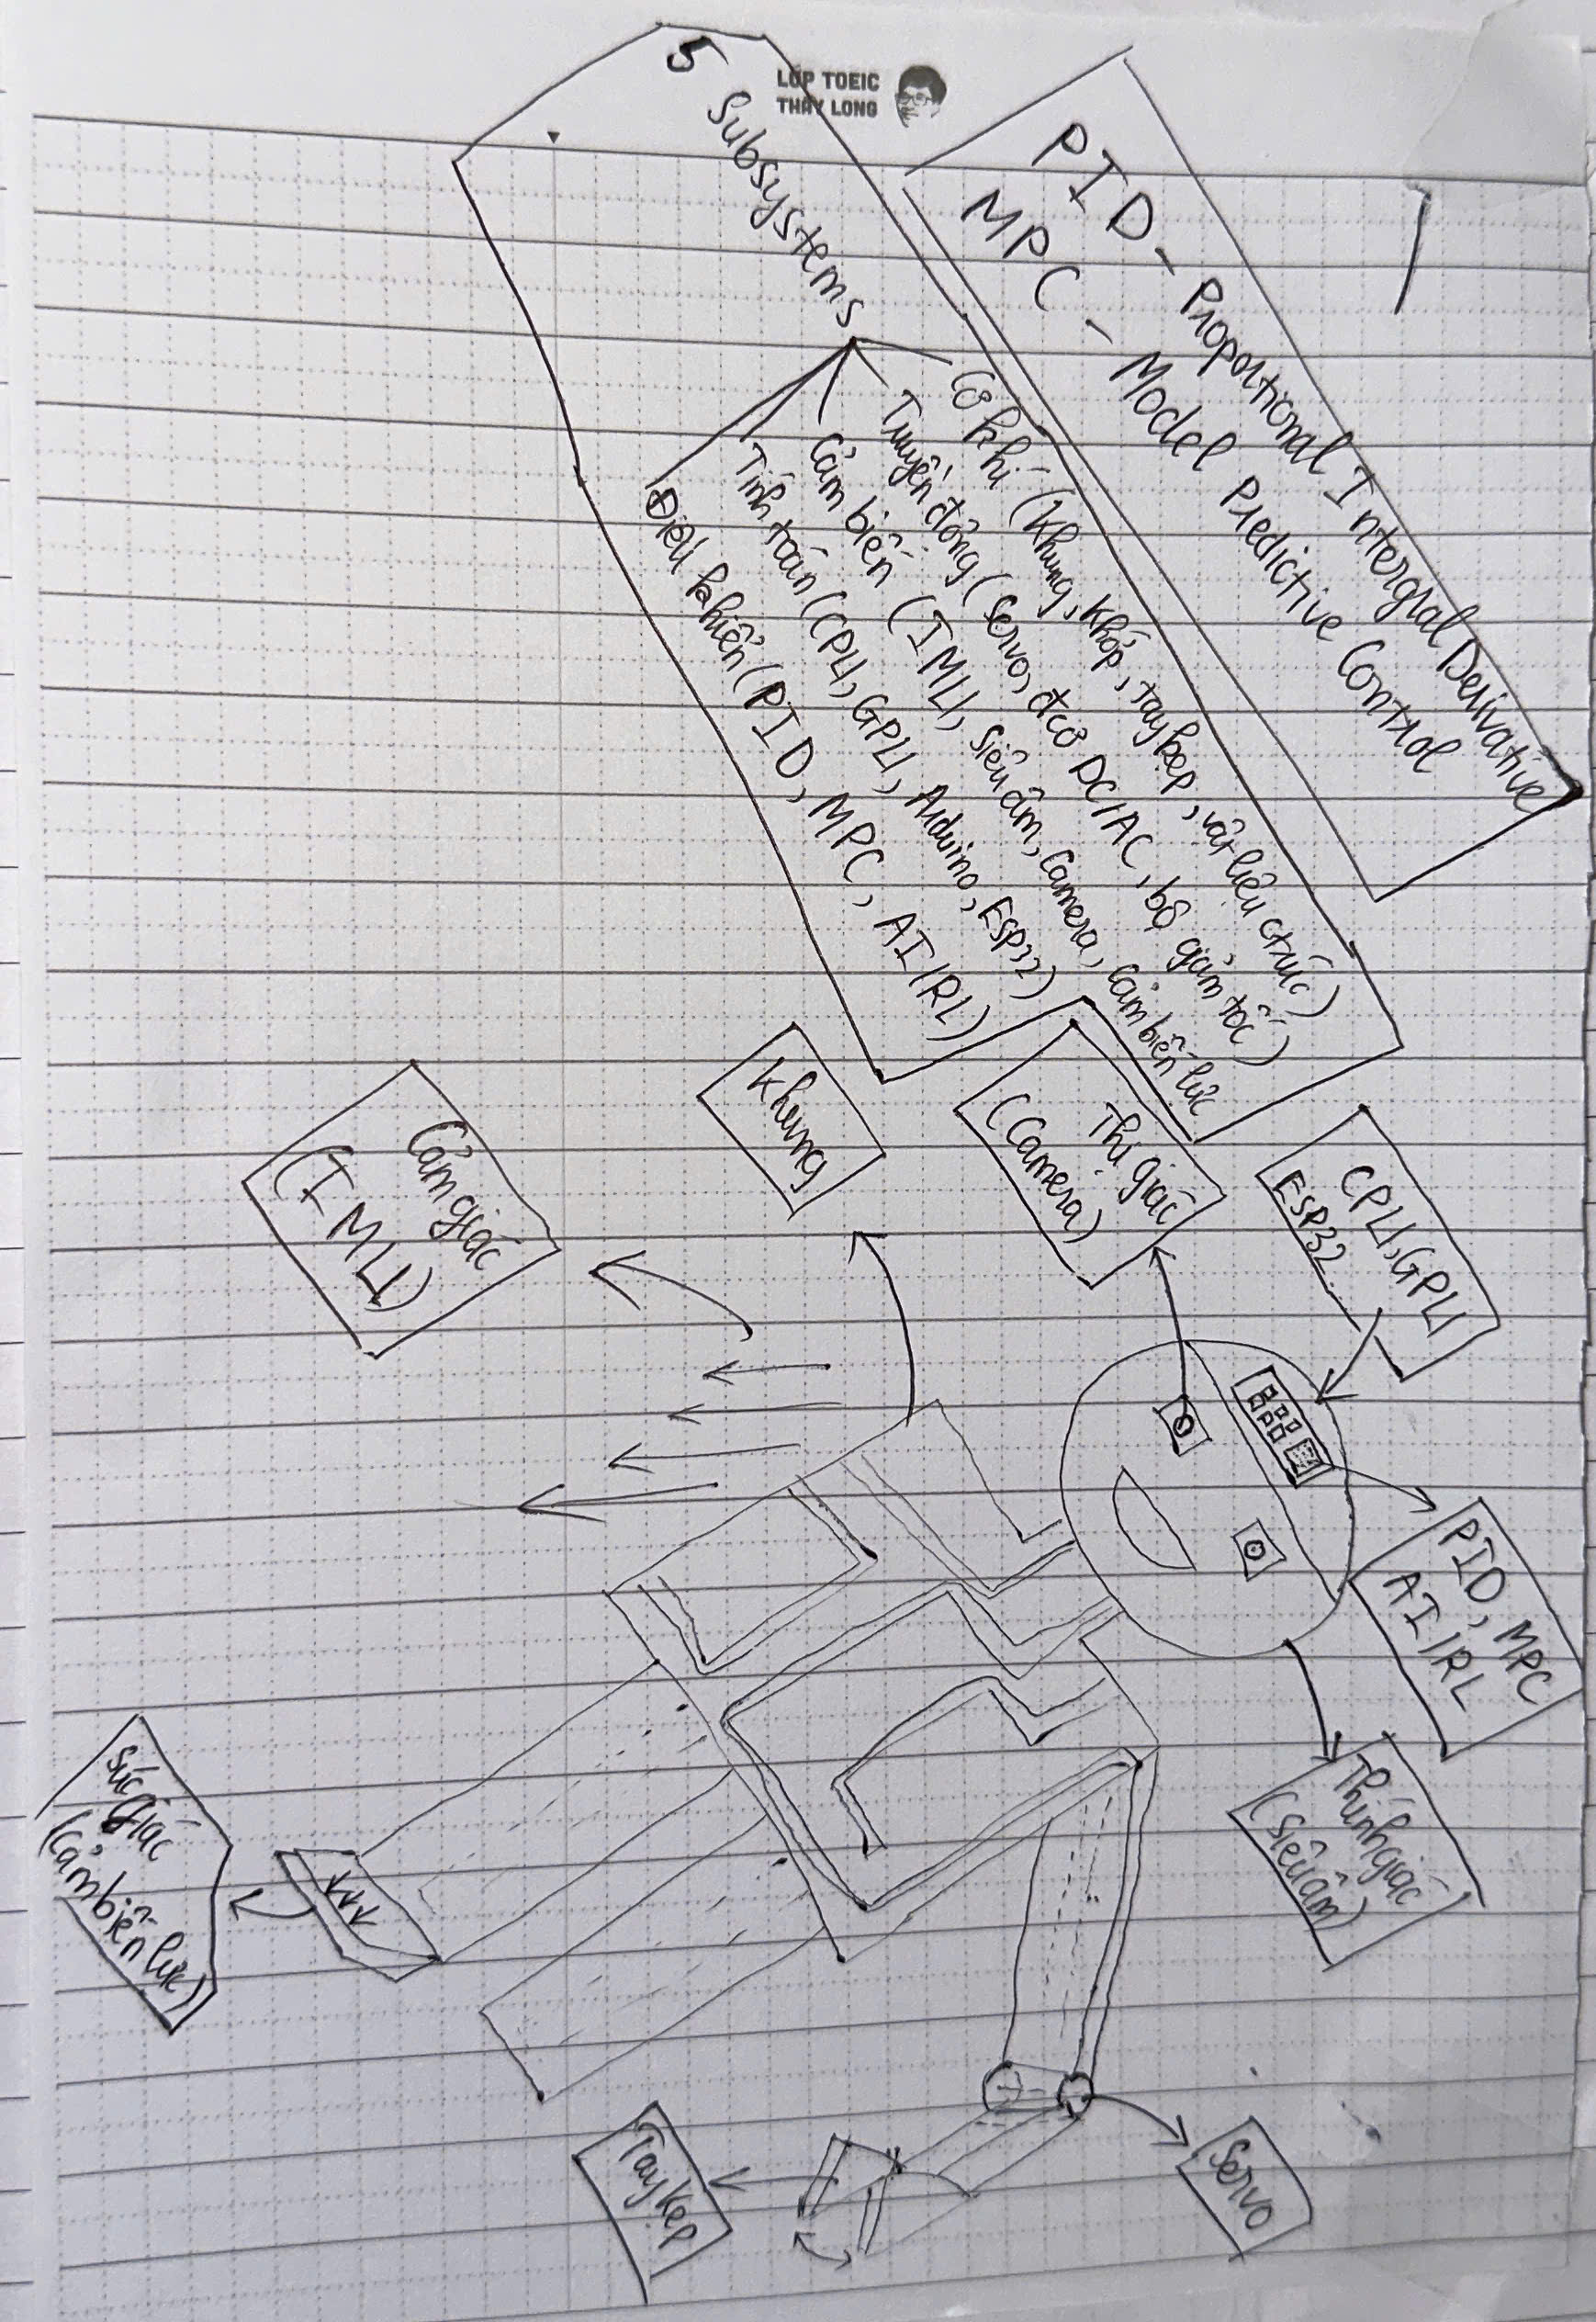 LỚP TOEIC
THẦY LONG
PID - Proportional Intergral Derivative
MPC - Model Predictive Control
5 Subsystems
Cơ khí (khung, khớp, tay kẹp, vật liệu ctrúc)
Truyền động (servo, đcơ DC/AC, bộ giảm tốc)
Cảm biến (IMU, siêu âm, camera, cảm biến lực
Tính toán (CPU, GPU, Arduino, ESP32)
Điều khiển (PID, MPC, AI/RL)
CPU, GPU
ESP32...
Thị giác
(Camera)
Khung
Cảm giác
(IMU)
PID, MPC
AI/RL
Thính giác
(siêu âm)
Xúc giác
(cảm biến lực)
Servo
Tay kẹp